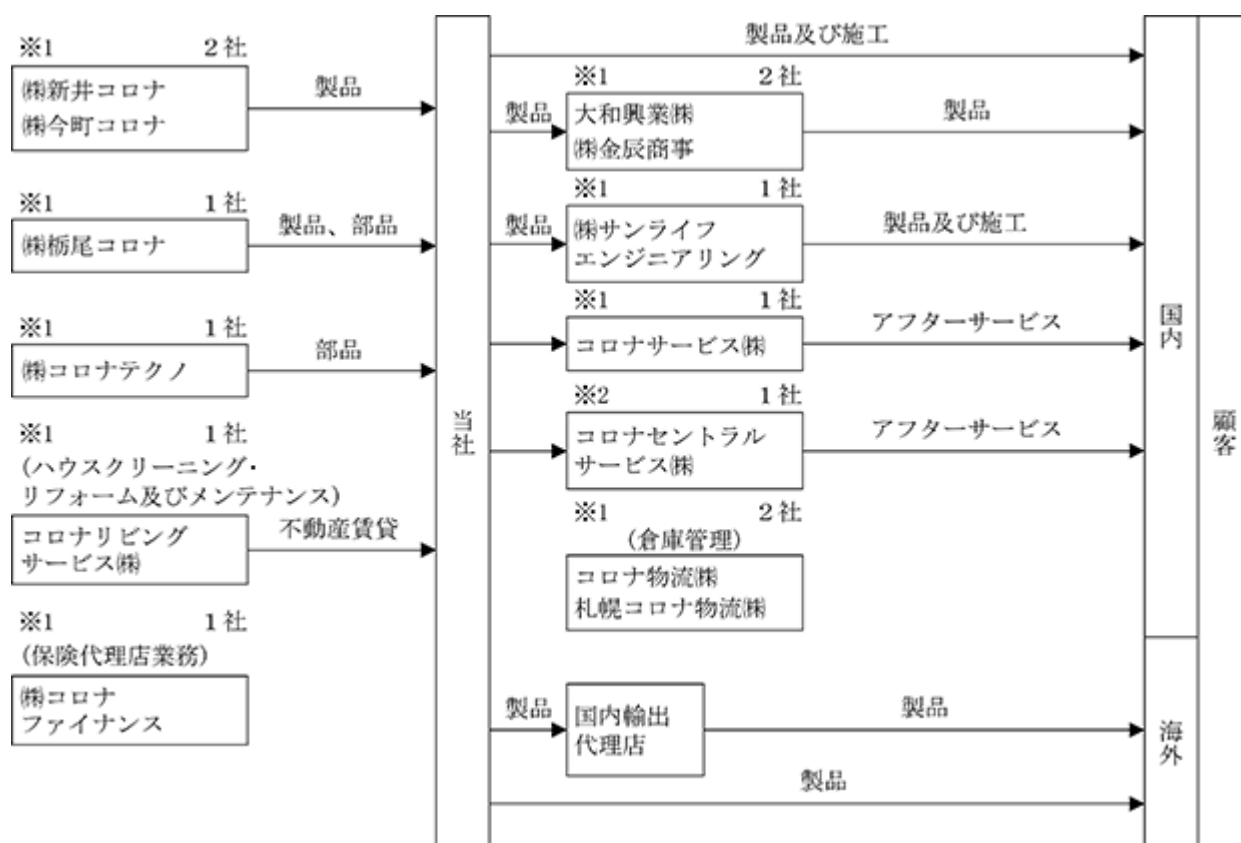 ※1 2社
㈱新井コロナ
㈱今町コロナ
製品
※1 1社
㈱栃尾コロナ
製品、部品
※1 1社
㈱コロナテクノ
部品
※1 1社
(ハウスクリーニング・
リフォーム及びメンテナンス)
コロナリビング
サービス㈱
不動産賃貸
※1 1社
(保険代理店業務)
㈱コロナ
ファイナンス
当社
製品及び施工
※1 2社
製品
大和興業㈱
㈱金辰商事
製品
※1 1社
製品
㈱サンライフ
エンジニアリング
製品及び施工
※1 1社
コロナサービス㈱
アフターサービス
※2 1社
コロナセントラル
サービス㈱
アフターサービス
※1 2社
(倉庫管理)
コロナ物流㈱
札幌コロナ物流㈱
製品
国内輸出
代理店
製品
製品
国内
海外
顧客